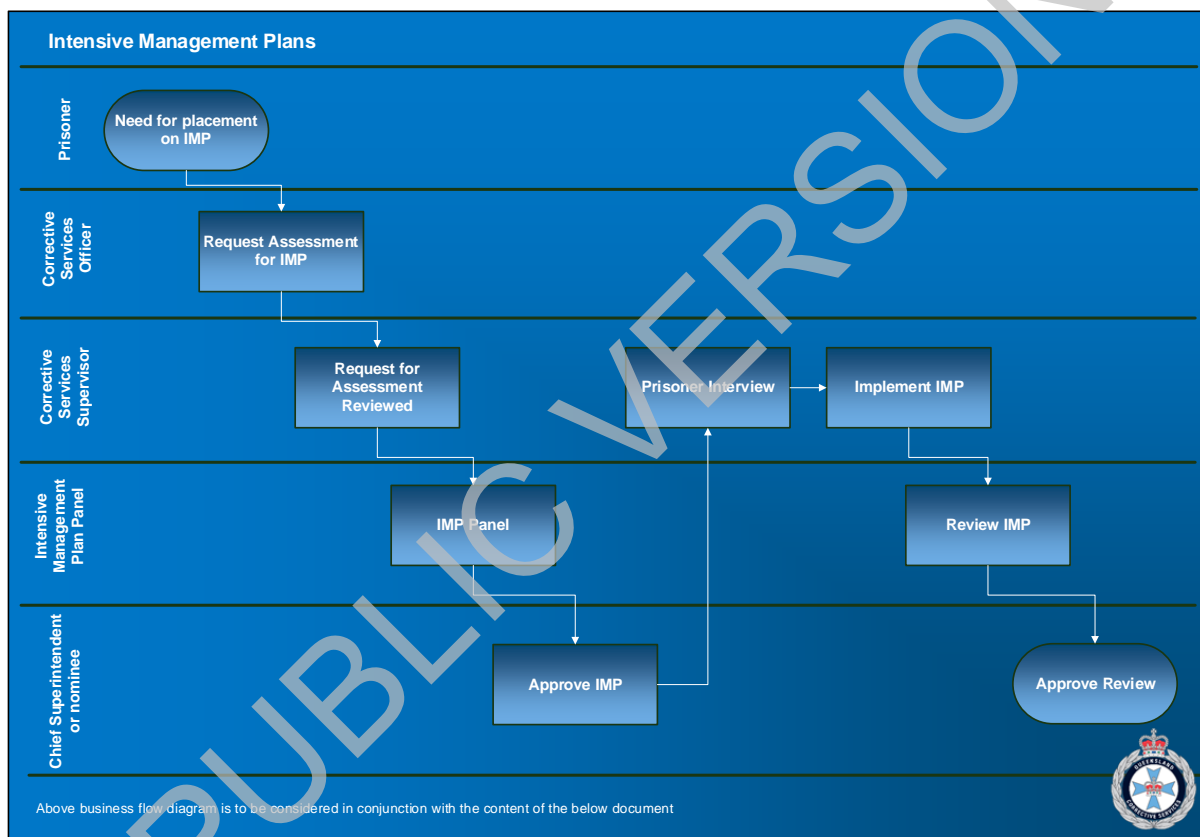 Intensive Management Plans
Prisoner
Need for placement
on IMP
Corrective
Services
Officer
Request Assessment
for IMP
Corrective
Services
Supervisor
Request for
Assessment
Reviewed
Prisoner Interview
Implement IMP
Intensive
Management
Plan Panel
IMP Panel
Review IMP
Chief Superintendent
or nominee
Approve IMP
Approve Review
QUEENSLAND
CORRECTIVE SERVICES
Above business flow diagram is to be considered in conjunction with the content of the below document
PUBLIC VERSION